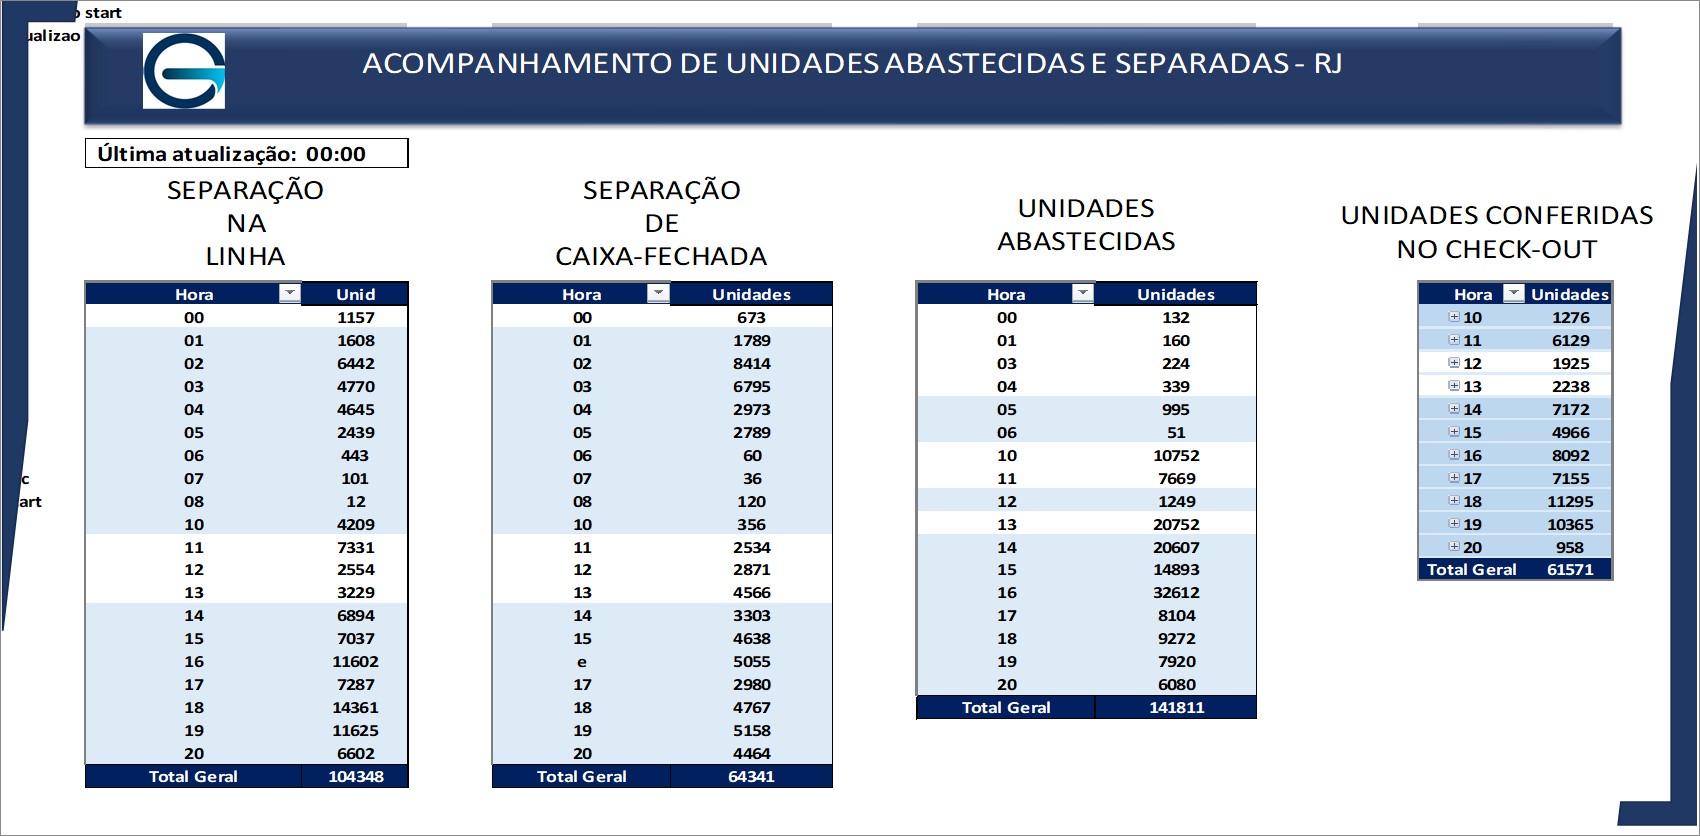 start
ualizao
ACOMPANHAMENTO DE UNIDADES ABASTECIDAS E SEPARADAS - RJ
Última atualização: 00:00
SEPARAÇÃO
NA
LINHA
Hora Unid
00 1157
01 1608
02 6442
03 4770
04 4645
05 2439
06 443
07 101
08 12
10 4209
11 7331
12 2554
13 3229
14 6894
15 7037
16 11602
17 7287
18 14361
19 11625
20 6602
Total Geral 104348
SEPARAÇÃO
DE
CAIXA-FECHADA
Hora Unidades
00 673
01 1789
02 8414
03 6795
04 2973
05 2789
06 60
07 36
08 120
10 356
11 2534
12 2871
13 4566
14 3303
15 4638
e 5055
17 2980
18 4767
19 5158
20 4464
Total Geral 64341
UNIDADES
ABASTECIDAS
Hora Unidades
00 132
01 160
03 224
04 339
05 995
06 51
10 10752
11 7669
12 1249
13 20752
14 20607
15 14893
16 32612
17 8104
18 9272
19 7920
20 6080
Total Geral 141811
UNIDADES CONFERIDAS
NO CHECK-OUT
Hora Unidades
10 1276
11 6129
12 1925
13 2238
14 7172
15 4966
16 8092
17 7155
18 11295
19 10365
20 958
Total Geral 61571
c
art